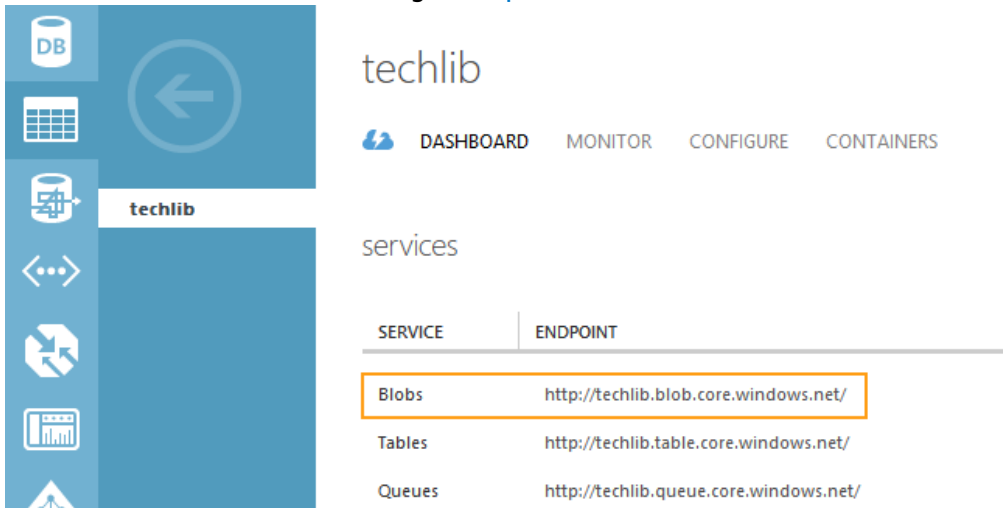 DB
techlib
DASHBOARD MONITOR CONFIGURE CONTAINERS
techlib
services
SERVICE ENDPOINT
Blobs http://techlib.blob.core.windows.net/
Tables http://techlib.table.core.windows.net/
Queues http://techlib.queue.core.windows.net/